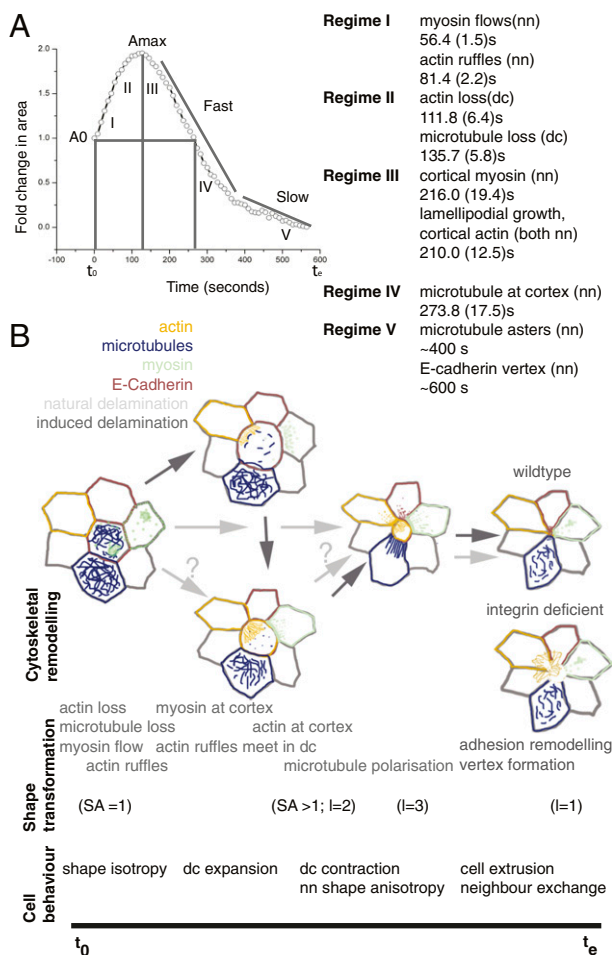 A
Amax
Fold change in area
2.0
1.5
1.0
0.5
0.0
A0
I
II
III
IV
V
Fast
Slow
-100
0
100
200
300
400
500
600
t0
te
Time (seconds)
Regime I
myosin flows(nn)
56.4 (1.5)s
actin ruffles (nn)
81.4 (2.2)s
Regime II
actin loss(dc)
111.8 (6.4)s
microtubule loss (dc)
135.7 (5.8)s
Regime III
cortical myosin (nn)
216.0 (19.4)s
lamellipodial growth,
cortical actin (both nn)
210.0 (12.5)s
Regime IV
microtubule at cortex (nn)
273.8 (17.5)s
Regime V
microtubule asters (nn)
~400 s
E-cadherin vertex (nn)
~600 s
B
actin
microtubules
myosin
E-Cadherin
natural delamination
induced delamination
?
?
wildtype
integrin deficient
Cytoskeletal
remodelling
actin loss
microtubule loss
myosin flow
actin ruffles
myosin at cortex
actin ruffles meet in dc
actin at cortex
microtubule polarisation
adhesion remodelling
vertex formation
Shape
transformation
(SA =1)
(SA >1; l=2)
(l=3)
(l=1)
Cell
behaviour
shape isotropy
dc expansion
dc contraction
nn shape anisotropy
cell extrusion
neighbour exchange
t0
te